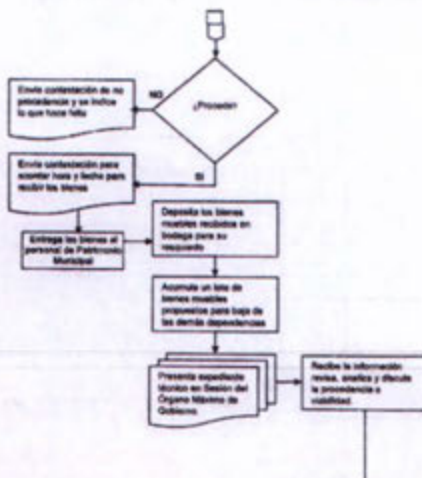 ¿Procede?
NO
Envía contestación de no
procedencia y se indica
lo que hace falta
SI
Envía contestación para
acordar hora y fecha para
recibir los bienes
Entrega los bienes al
personal de Patrimonio
Municipal
Deposita los bienes
muebles recibidos en
bodega para su
resguardo
Acumula un lote de
bienes muebles
propuestos para baja de
las demás dependencias
Presenta expediente
técnico en Sesión del
Órgano Máximo de
Gobierno.
Recibe la información
revisa, analiza y discute
la procedencia o
viabilidad.